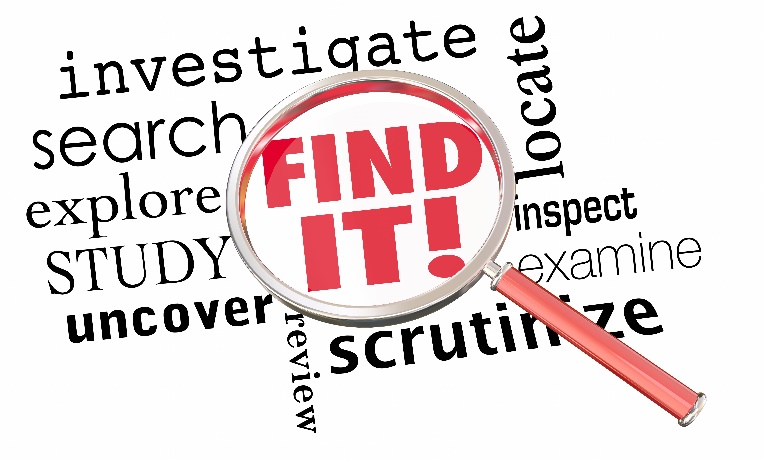 investigate
locate
search
FIND
IT!
explore
inspect
STUDY
examine
uncover
review
scrutinize